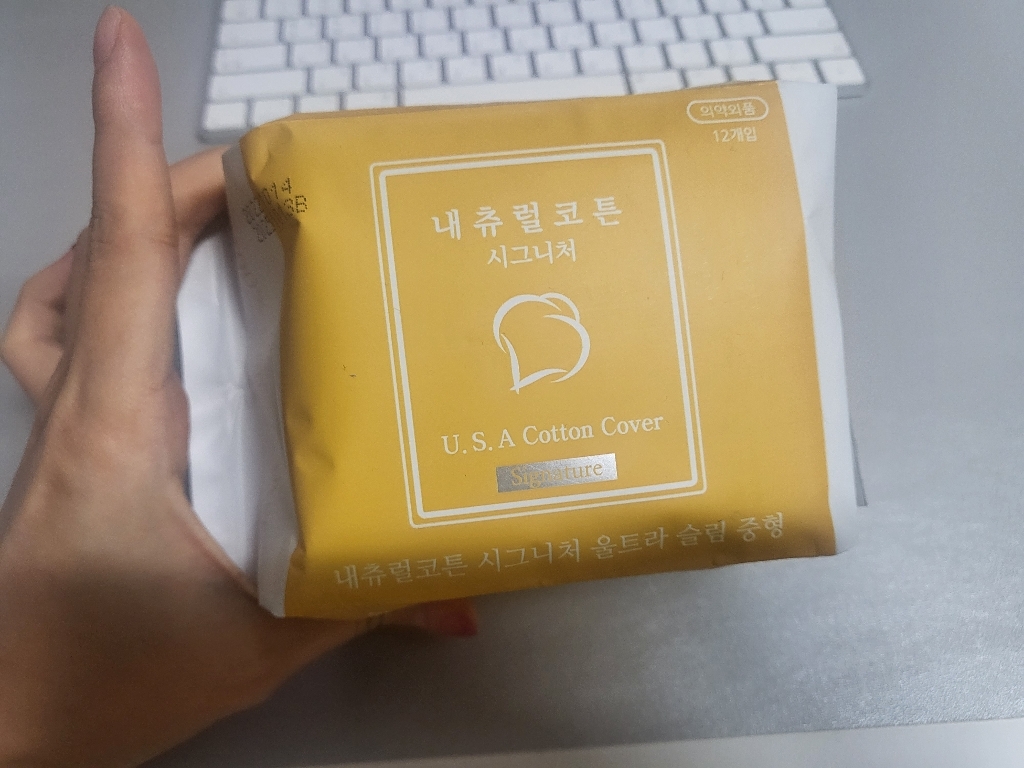 의약외품
12개입
내츄럴코튼
시그니처
U.S.A Cotton Cover
Signature
내츄럴코튼 시그니처 울트라 슬림 중형